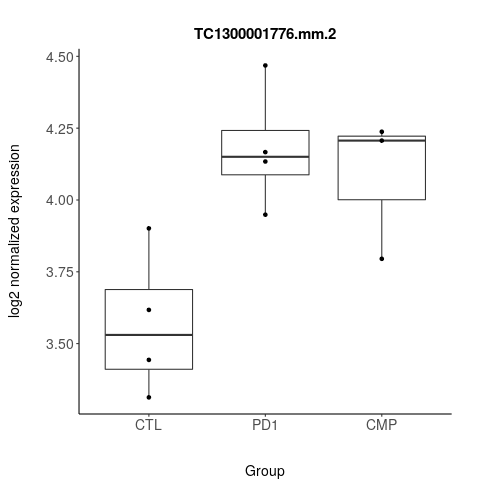 TC1300001776.mm.2
log2 normalized expression
4.50
4.25
4.00
3.75
3.50
CTL PD1 CMP
Group